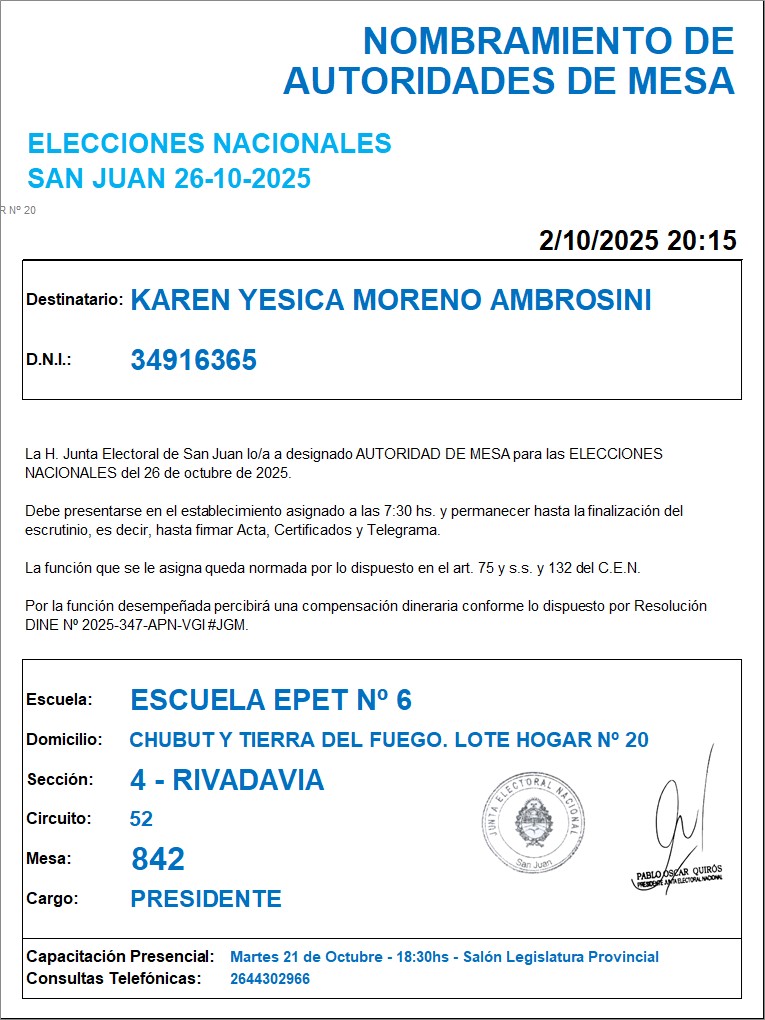 NOMBRAMIENTO DE
AUTORIDADES DE MESA
ELECCIONES NACIONALES
SAN JUAN 26-10-2025
R Nº 20
2/10/2025 20:15
Destinatario: KAREN YESICA MORENO AMBROSINI
D.N.I.: 34916365
La H. Junta Electoral de San Juan lo/a a designado AUTORIDAD DE MESA para las ELECCIONES
NACIONALES del 26 de octubre de 2025.
Debe presentarse en el establecimiento asignado a las 7:30 hs. y permanecer hasta la finalización del
escrutinio, es decir, hasta firmar Acta, Certificados y Telegrama.
La función que se le asigna queda normada por lo dispuesto en el art. 75 y s.s. y 132 del C.E.N.
Por la función desempeñada percibirá una compensación dineraria conforme lo dispuesto por Resolución
DINE Nº 2025-347-APN-VGI#JGM.
Escuela: ESCUELA EPET Nº 6
Domicilio: CHUBUT Y TIERRA DEL FUEGO. LOTE HOGAR Nº 20
Sección: 4 - RIVADAVIA
Circuito: 52
Mesa: 842
Cargo: PRESIDENTE
JUNTA ELECTORAL NACIONAL
San Juan
PABLO OSCAR QUIRÓS
PRESIDENTE JUNTA ELECTORAL NACIONAL
Capacitación Presencial: Martes 21 de Octubre - 18:30hs - Salón Legislatura Provincial
Consultas Telefónicas: 2644302966